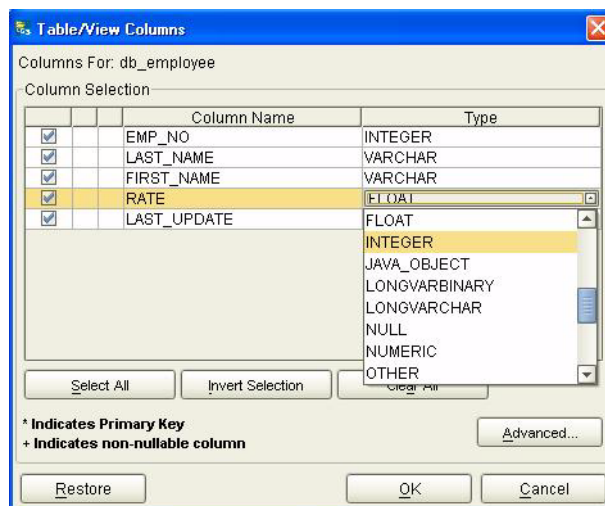 Table/View Columns
Columns For: db_employee
Column Selection
Column Name Type
EMP_NO INTEGER
LAST_NAME VARCHAR
FIRST_NAME VARCHAR
RATE FLOAT
LAST_UPDATE FLOAT
INTEGER
JAVA_OBJECT
LONGVARBINARY
LONGVARCHAR
NULL
NUMERIC
OTHER
Select All Invert Selection Clear All
* Indicates Primary Key
+ Indicates non-nullable column
Advanced...
Restore OK Cancel